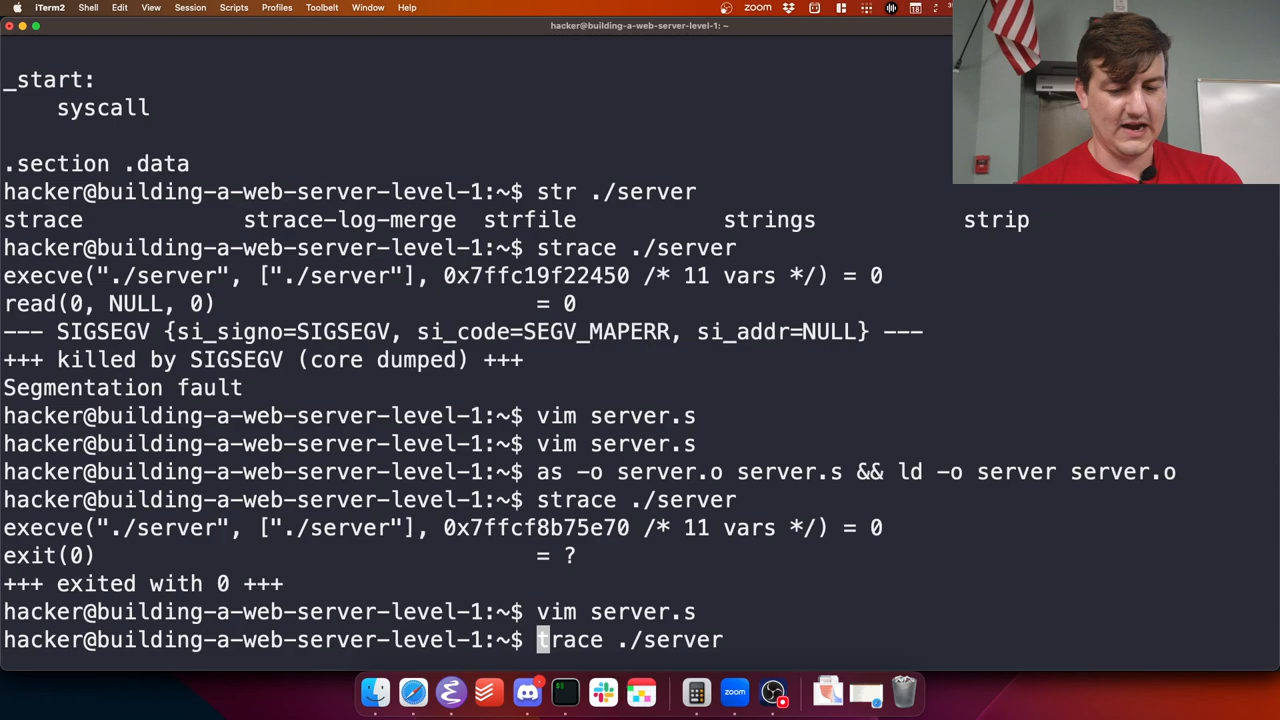 iTerm2 Shell Edit View Session Scripts Profiles Toolbelt Window Help zoom
hacker@building-a-web-server-level-1: ~
_start:
    syscall
.section .data
hacker@building-a-web-server-level-1:~$ str ./server
strace strace-log-merge strfile strings strip
hacker@building-a-web-server-level-1:~$ strace ./server
execve("./server", ["./server"], 0x7ffc19f22450 /* 11 vars */) = 0
read(0, NULL, 0) = 0
--- SIGSEGV {si_signo=SIGSEGV, si_code=SEGV_MAPERR, si_addr=NULL} ---
+++ killed by SIGSEGV (core dumped) +++
Segmentation fault
hacker@building-a-web-server-level-1:~$ vim server.s
hacker@building-a-web-server-level-1:~$ vim server.s
hacker@building-a-web-server-level-1:~$ as -o server.o server.s && ld -o server server.o
hacker@building-a-web-server-level-1:~$ strace ./server
execve("./server", ["./server"], 0x7ffcf8b75e70 /* 11 vars */) = 0
exit(0) = ?
+++ exited with 0 +++
hacker@building-a-web-server-level-1:~$ vim server.s
hacker@building-a-web-server-level-1:~$ trace ./server
zoom